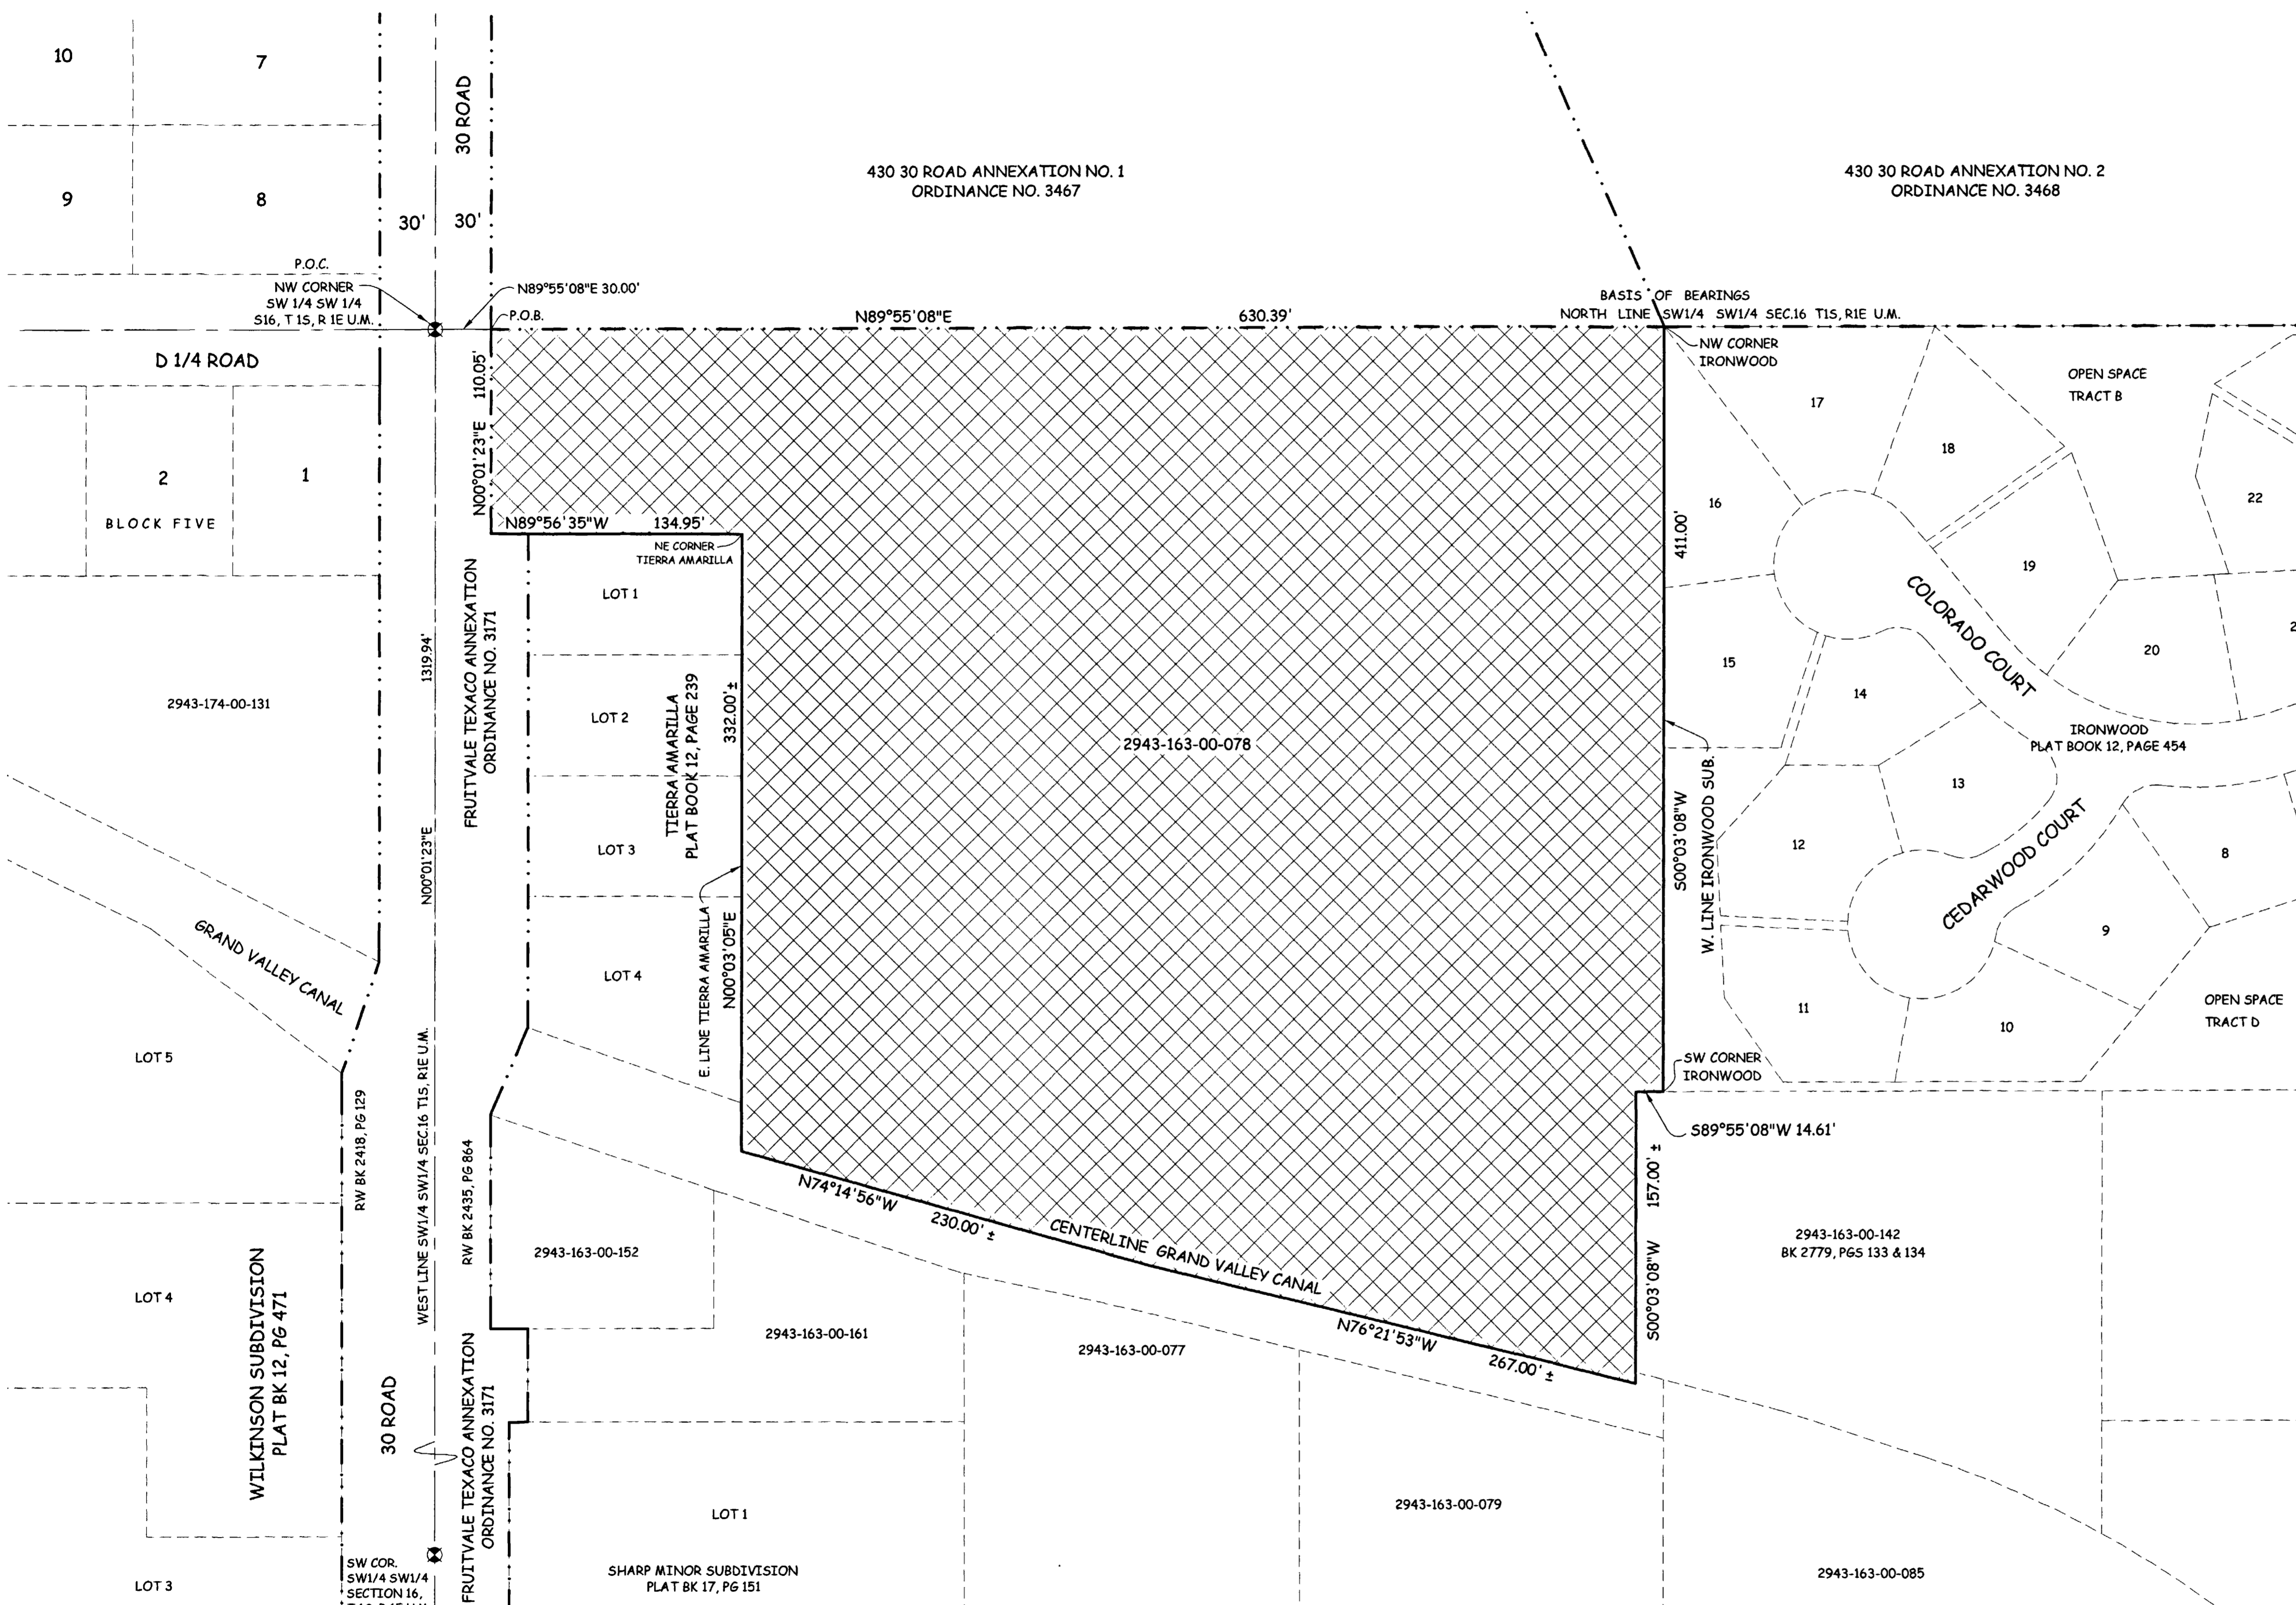 10
7
9
8
30'
30'
30 ROAD
430 30 ROAD ANNEXATION NO. 1
ORDINANCE NO. 3467
430 30 ROAD ANNEXATION NO. 2
ORDINANCE NO. 3468
P.O.C.
NW CORNER
SW 1/4 SW 1/4
S16, T 1S, R 1E U.M.
N89°55'08"E 30.00'
P.O.B.
N89°55'08"E
630.39'
BASIS OF BEARINGS
NORTH LINE SW1/4 SW1/4 SEC.16 T1S, R1E U.M.
NW CORNER
IRONWOOD
D 1/4 ROAD
2
1
BLOCK FIVE
N00°01'23"E 110.05'
N89°56'35"W 134.95'
NE CORNER
TIERRA AMARILLA
OPEN SPACE
TRACT B
17
18
16
22
19
15
14
20
2
411.00'
COLORADO COURT
IRONWOOD
PLAT BOOK 12, PAGE 454
13
12
8
CEDARWOOD COURT
9
11
10
OPEN SPACE
TRACT D
S00°03'08"W
W. LINE IRONWOOD SUB.
FRUITVALE TEXACO ANNEXATION
ORDINANCE NO. 3171
1319.94'
N00°01'23"E
WEST LINE SW1/4 SW1/4 SEC.16 T1S, R1E U.M.
LOT 1
LOT 2
LOT 3
LOT 4
TIERRA AMARILLA
PLAT BOOK 12, PAGE 239
332.00'±
N00°03'05"E
E. LINE TIERRA AMARILLA
2943-163-00-078
2943-174-00-131
GRAND VALLEY CANAL
LOT 5
RW BK 2418, PG 129
RW BK 2435, PG 864
SW CORNER
IRONWOOD
S89°55'08"W 14.61'
157.00' ±
S00°03'08"W
N74°14'56"W
230.00' ±
CENTERLINE GRAND VALLEY CANAL
N76°21'53"W
267.00' ±
2943-163-00-142
BK 2779, PGS 133 & 134
2943-163-00-152
2943-163-00-161
2943-163-00-077
LOT 4
WILKINSON SUBDIVISION
PLAT BK 12, PG 471
30 ROAD
FRUITVALE TEXACO ANNEXATION
ORDINANCE NO. 3171
2943-163-00-079
LOT 1
SHARP MINOR SUBDIVISION
PLAT BK 17, PG 151
2943-163-00-085
LOT 3
SW COR.
SW1/4 SW1/4
SECTION 16,